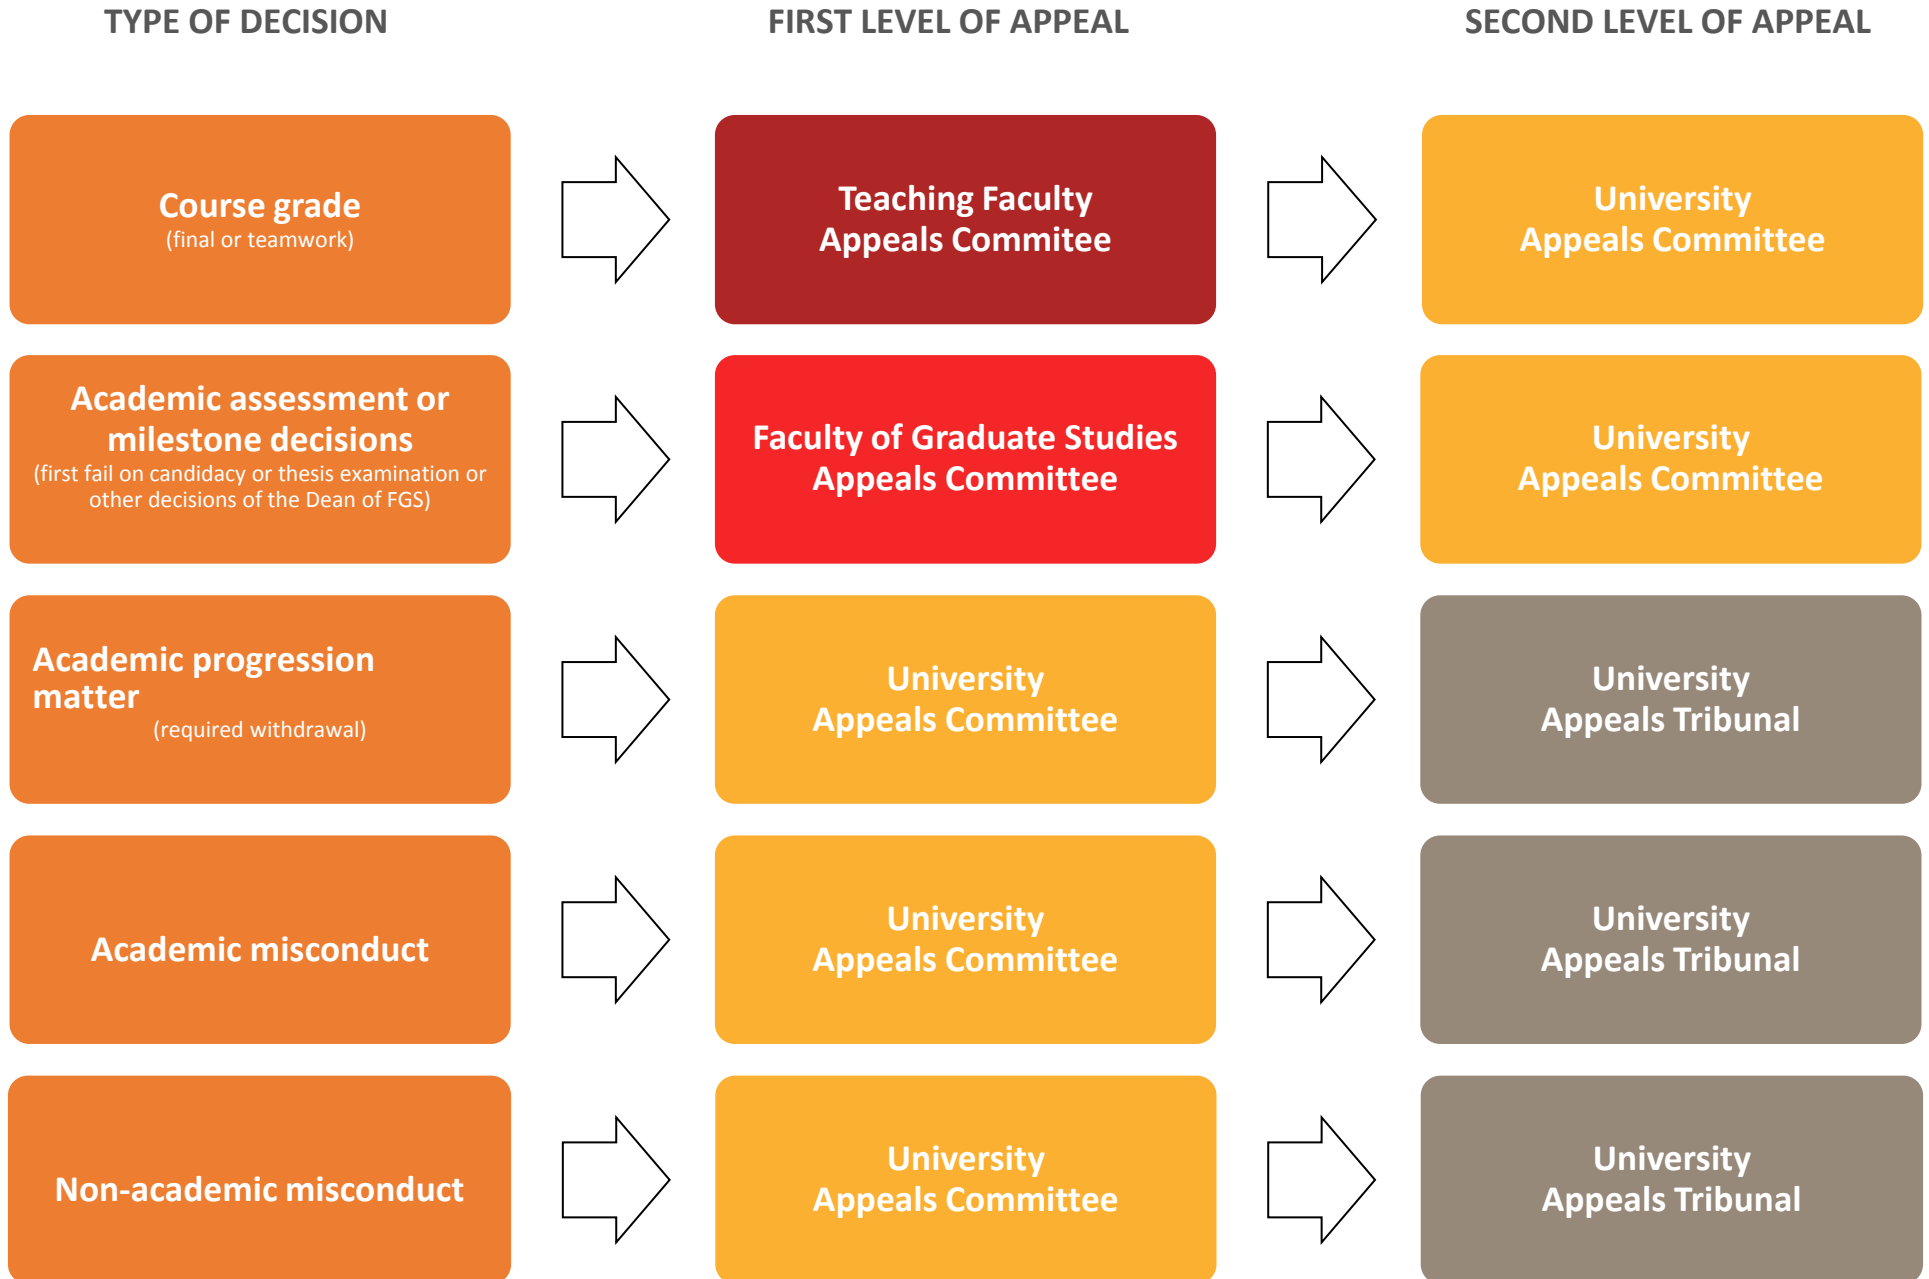 TYPE OF DECISION
FIRST LEVEL OF APPEAL
SECOND LEVEL OF APPEAL
Course grade
(final or teamwork)
Teaching Faculty
Appeals Commitee
University
Appeals Committee
Academic assessment or
milestone decisions
(first fail on candidacy or thesis examination or
other decisions of the Dean of FGS)
Faculty of Graduate Studies
Appeals Committee
University
Appeals Committee
Academic progression
matter
(required withdrawal)
University
Appeals Committee
University
Appeals Tribunal
Academic misconduct
University
Appeals Committee
University
Appeals Tribunal
Non-academic misconduct
University
Appeals Committee
University
Appeals Tribunal